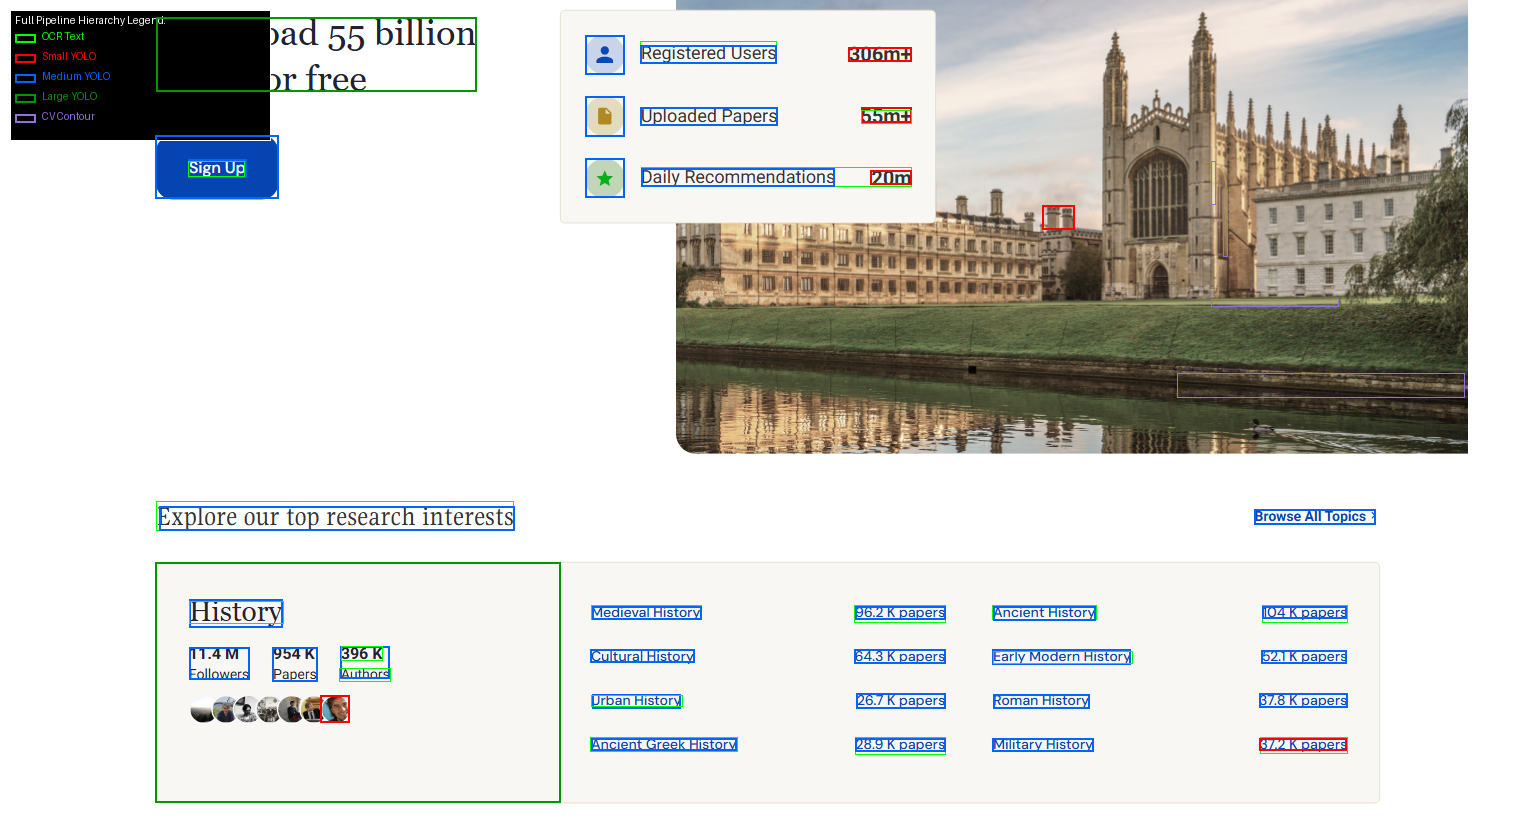 Full Pipeline Hierarchy Legend:
OCR Text
Small YOLO
Medium YOLO
Large YOLO
CV Contour
oad 55 billion
or free
Sign Up
Registered Users 306m+
Uploaded Papers 55m+
Daily Recommendations 20m
Explore our top research interests
Browse All Topics
History
11.4 M 954 K 396 K
Followers Papers Authors
Medieval History 96.2 K papers Ancient History 104 K papers
Cultural History 64.3 K papers Early Modern History 52.1 K papers
Urban History 26.7 K papers Roman History 37.8 K papers
Ancient Greek History 28.9 K papers Military History 37.2 K papers